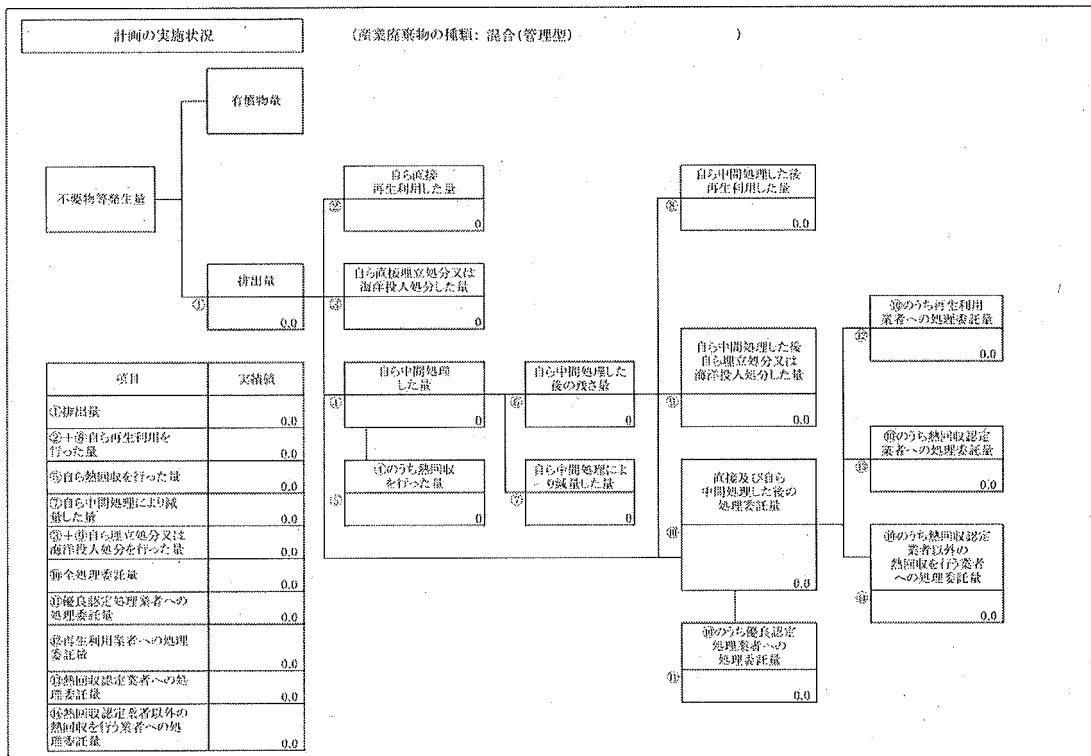 計画の実施状況
(産業廃棄物の種類: 混合(管理型) )
有償物量
不要物等発生量
排出量
①
0.0
自ら直接
再生利用した量
②
0
自ら直接埋立処分又は
海洋投入処分した量
③
0
自ら中間処理
した量
④
0
④のうち熱回収
を行った量
⑤
0
自ら中間処理した
後の残さ量
⑥
0
自ら中間処理によ
り減量した量
⑦
0
自ら中間処理した後
再生利用した量
⑧
0.0
自ら中間処理した後
自ら埋立処分又は
海洋投入処分した量
⑨
0.0
直接及び自ら
中間処理した後の
処理委託量
⑩
0.0
⑩のうち優良認定
処理業者への
処理委託量
⑪
0.0
⑩のうち再生利用
業者への処理委託量
⑫
0.0
⑩のうち熱回収認定
業者への処理委託量
⑬
0.0
⑩のうち熱回収認定
業者以外の
熱回収を行う業者
への処理委託量
⑭
0.0
項目 実績値
①排出量 0.0
②+⑧自ら再生利用を
行った量 0.0
⑤自ら熱回収を行った量 0.0
⑦自ら中間処理により減
量した量 0.0
③+⑨自ら埋立処分又は
海洋投入処分を行った量 0.0
⑩全処理委託量 0.0
⑪優良認定処理業者への
処理委託量 0.0
⑫再生利用業者への処理
委託量 0.0
⑬熱回収認定業者への処
理委託量 0.0
⑭熱回収認定業者以外の
熱回収を行う業者への処
理委託量 0.0